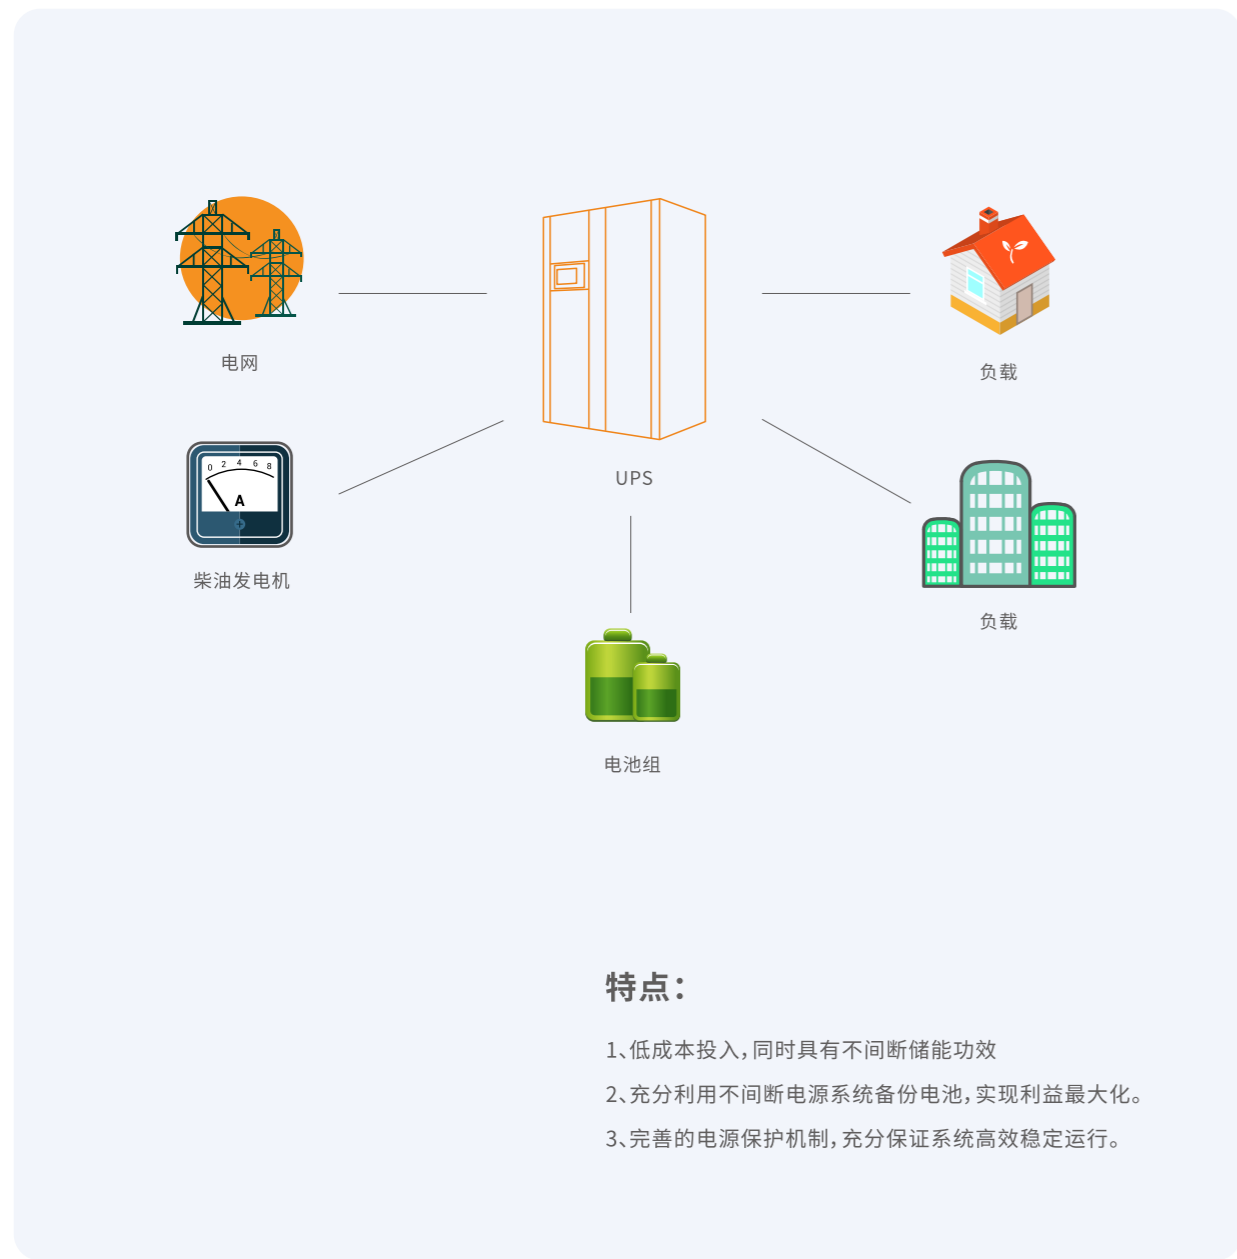 电网
负载
0 2 4 6 8
A
UPS
柴油发电机
负载
电池组
特点：
1、低成本投入，同时具有不间断储能功效
2、充分利用不间断电源系统备份电池，实现利益最大化。
3、完善的电源保护机制，充分保证系统高效稳定运行。